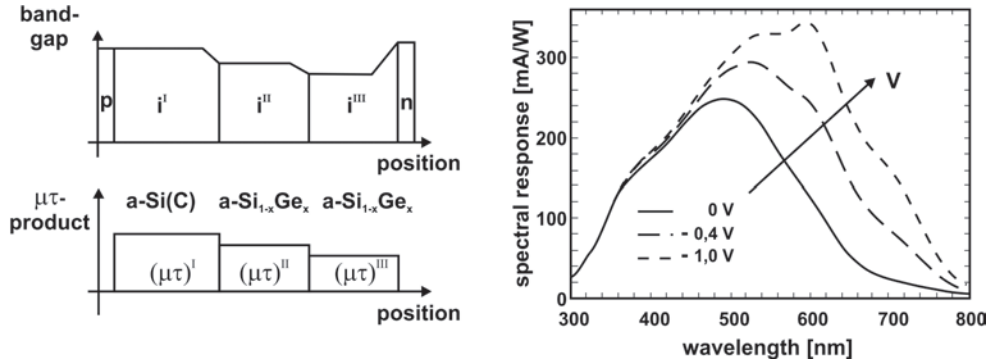 band-
gap
p
i^I
i^II
i^III
n
position
μτ-
product
a-Si(C) a-Si₁₋ₓGeₓ a-Si₁₋ₓGeₓ
(μτ)^I
(μτ)^II
(μτ)^III
position
spectral response [mA/W]
300
200
100
0
V
0 V
- 0,4 V
- 1,0 V
300 400 500 600 700 800
wavelength [nm]